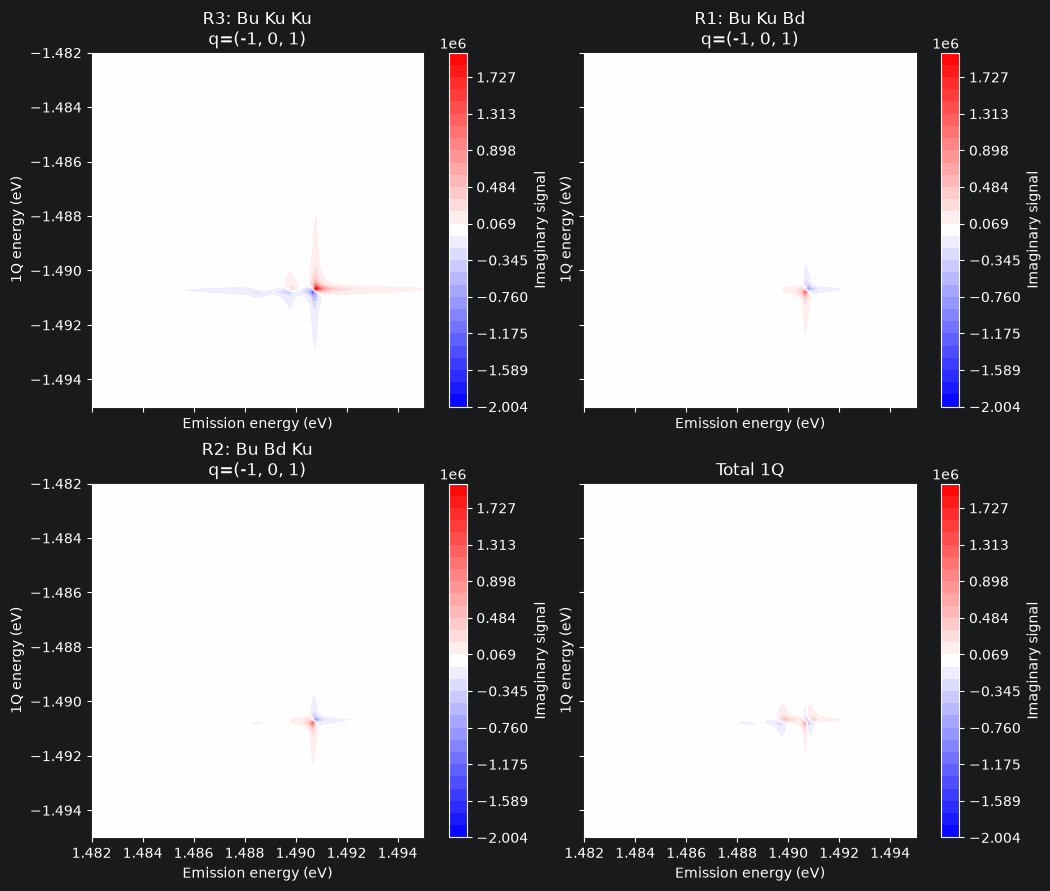 R3: Bu Ku Ku
q=(-1, 0, 1)
1e6
−1.482
−1.484
−1.486
−1.488
−1.490
−1.492
−1.494
1Q energy (eV)
Emission energy (eV)
1.727
1.313
0.898
0.484
0.069
−0.345
−0.760
−1.175
−1.589
−2.004
Imaginary signal
R1: Bu Ku Bd
q=(-1, 0, 1)
1e6
1Q energy (eV)
Emission energy (eV)
1.727
1.313
0.898
0.484
0.069
−0.345
−0.760
−1.175
−1.589
−2.004
Imaginary signal
R2: Bu Bd Ku
q=(-1, 0, 1)
1e6
−1.482
−1.484
−1.486
−1.488
−1.490
−1.492
−1.494
1Q energy (eV)
1.482 1.484 1.486 1.488 1.490 1.492 1.494
Emission energy (eV)
1.727
1.313
0.898
0.484
0.069
−0.345
−0.760
−1.175
−1.589
−2.004
Imaginary signal
Total 1Q
1e6
1Q energy (eV)
1.482 1.484 1.486 1.488 1.490 1.492 1.494
Emission energy (eV)
1.727
1.313
0.898
0.484
0.069
−0.345
−0.760
−1.175
−1.589
−2.004
Imaginary signal